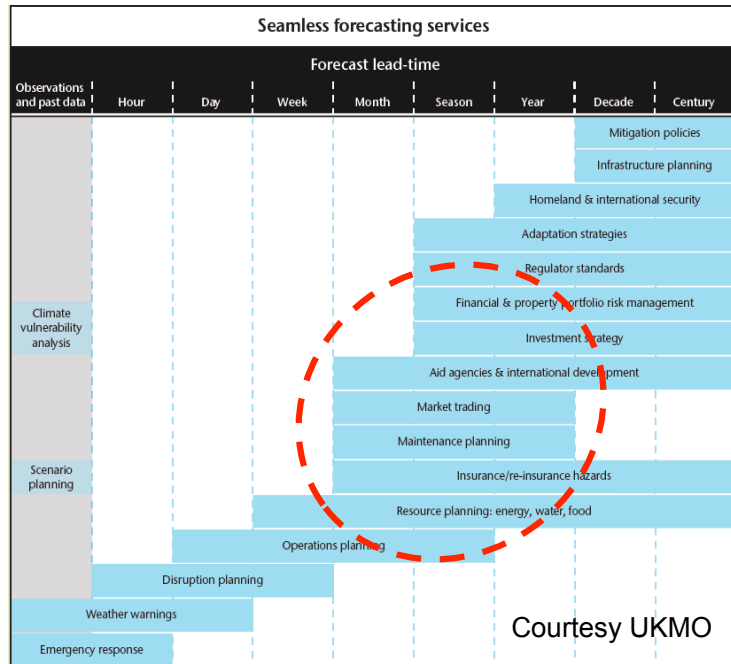 Seamless forecasting services
Forecast lead-time
Observations
and past data
Hour
Day
Week
Month
Season
Year
Decade
Century
Mitigation policies
Infrastructure planning
Homeland & international security
Adaptation strategies
Regulator standards
Financial & property portfolio risk management
Climate
vulnerability
analysis
Investment strategy
Aid agencies & international development
Market trading
Maintenance planning
Scenario
planning
Insurance/re-insurance hazards
Resource planning: energy, water, food
Operations planning
Disruption planning
Weather warnings
Courtesy UKMO
Emergency response